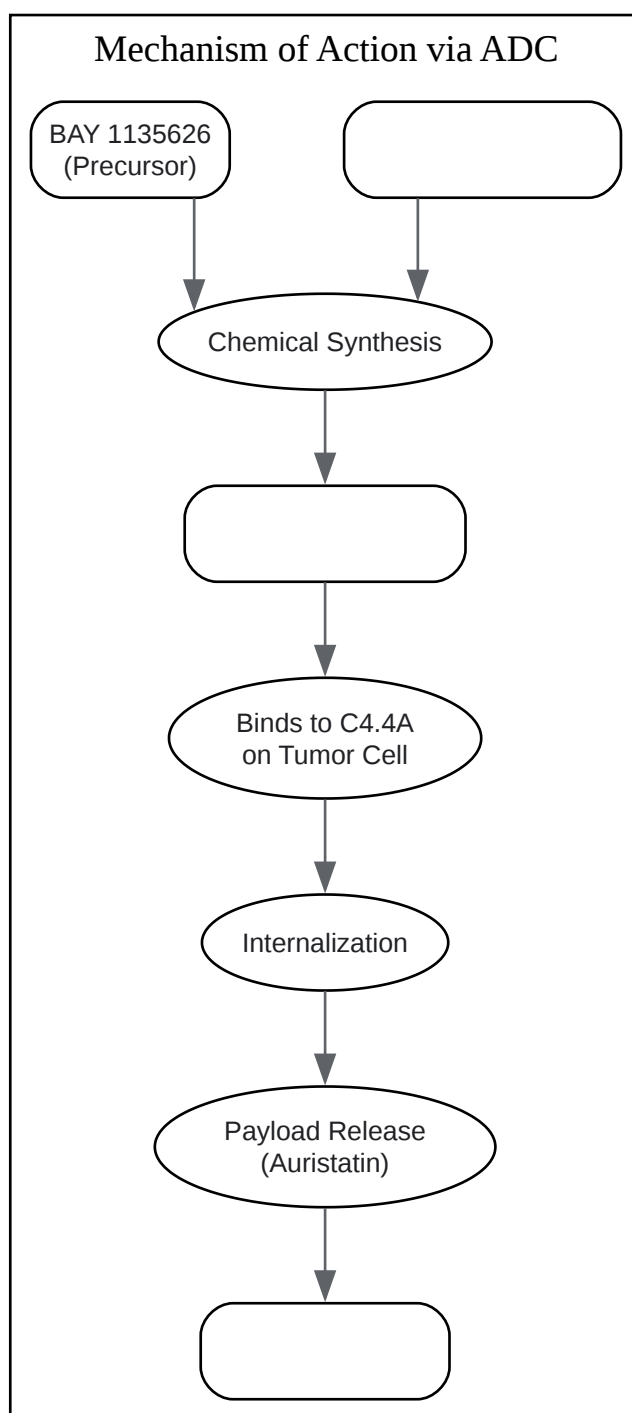 Mechanism of Action via ADC
BAY 1135626
(Precursor)
Chemical Synthesis
Binds to C4.4A
on Tumor Cell
Internalization
Payload Release
(Auristatin)